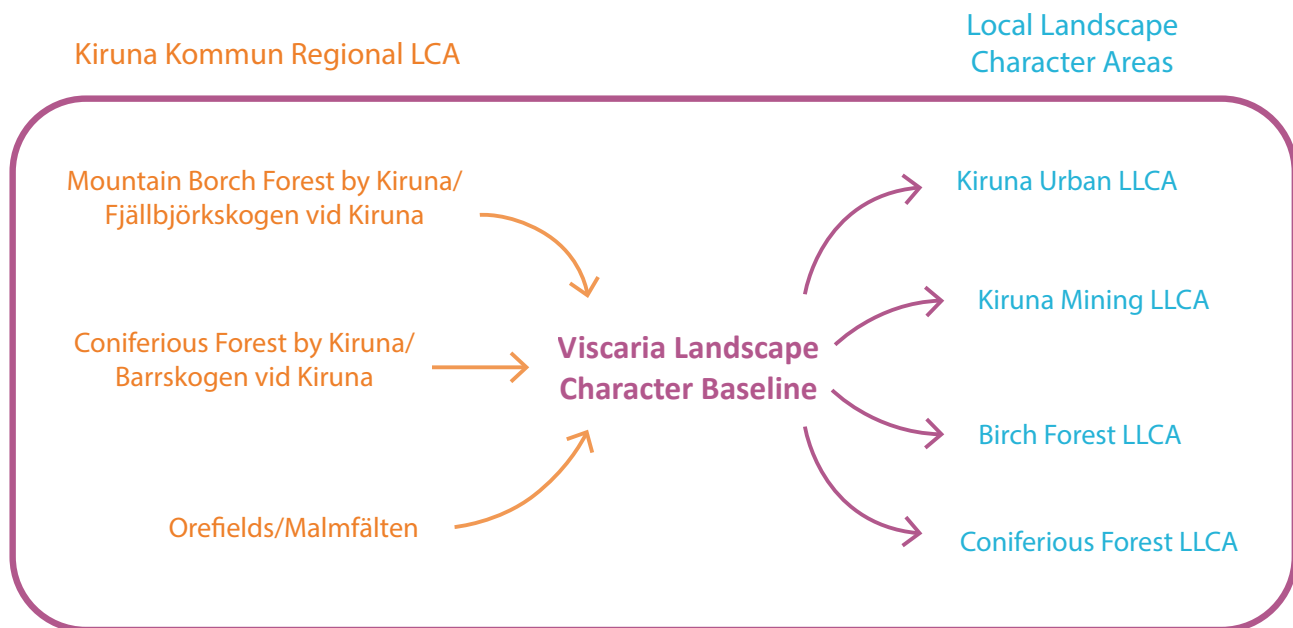 Kiruna Kommun Regional LCA
Local Landscape
Character Areas
Mountain Borch Forest by Kiruna/
Fjällbjörkskogen vid Kiruna
Coniferious Forest by Kiruna/
Barrskogen vid Kiruna
Orefields/Malmfälten
Viscaria Landscape
Character Baseline
Kiruna Urban LLCA
Kiruna Mining LLCA
Birch Forest LLCA
Coniferious Forest LLCA